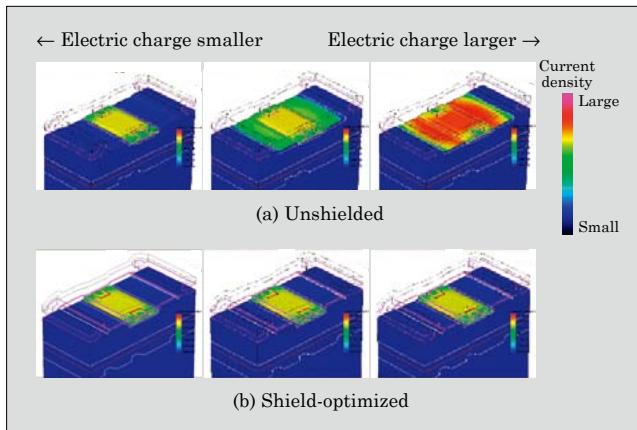 ← Electric charge smaller
Electric charge larger →
Current
density
Large
Small
(a) Unshielded
(b) Shield-optimized